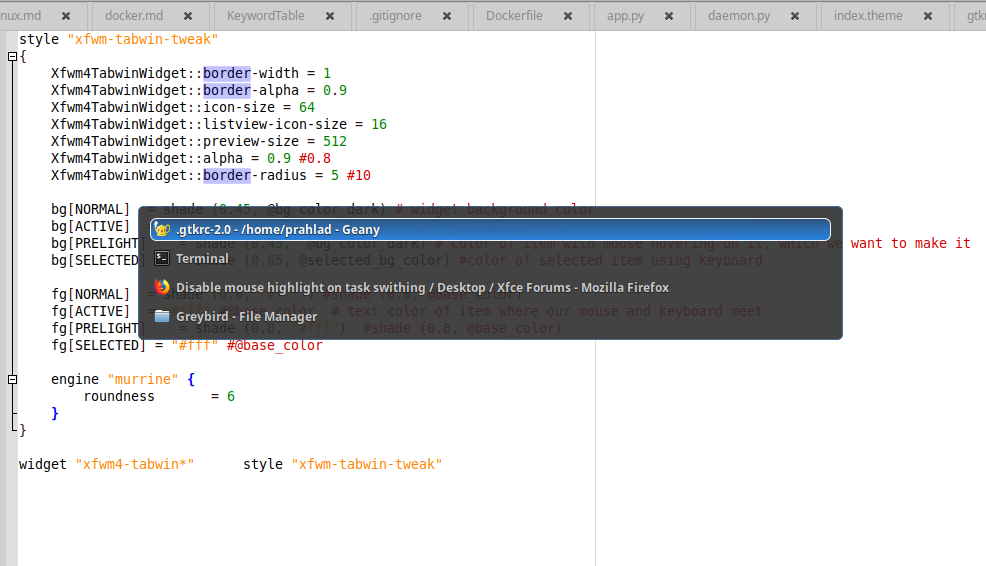 nux.md ✖ docker.md ✖ KeywordTable ✖ .gitignore ✖ Dockerfile ✖ app.py ✖ daemon.py ✖ index.theme ✖ gtkr
style "xfwm-tabwin-tweak"
{
Xfwm4TabwinWidget::border-width = 1
Xfwm4TabwinWidget::border-alpha = 0.9
Xfwm4TabwinWidget::icon-size = 64
Xfwm4TabwinWidget::listview-icon-size = 16
Xfwm4TabwinWidget::preview-size = 512
Xfwm4TabwinWidget::alpha = 0.9 #0.8
Xfwm4TabwinWidget::border-radius = 5 #10
bg[NORMAL] = shade (0.45, @bg_color_dark) # widget background color
bg[ACTIVE]
.gtkrc-2.0 - /home/prahlad - Geany
bg[PRELIGHT] = shade (0.45, @bg_color_dark) # color of item with mouse hovering on it, which we want to make it
bg[SELECTED] (0.65, @selected_bg_color) #color of selected item using keyboard
Terminal
Disable mouse highlight on task swithing / Desktop / Xfce Forums - Mozilla Firefox
fg[NORMAL] = shade (0.8, "#fff") #shade (0.8, @base_color)
fg[ACTIVE] # text color of item where our mouse and keyboard meet
Greybird - File Manager
fg[PRELIGHT] = shade (0.8, "#fff") #shade (0.8, @base_color)
fg[SELECTED] = "#fff" #@base_color
engine "murrine" {
roundness = 6
}
}
widget "xfwm4-tabwin*" style "xfwm-tabwin-tweak"